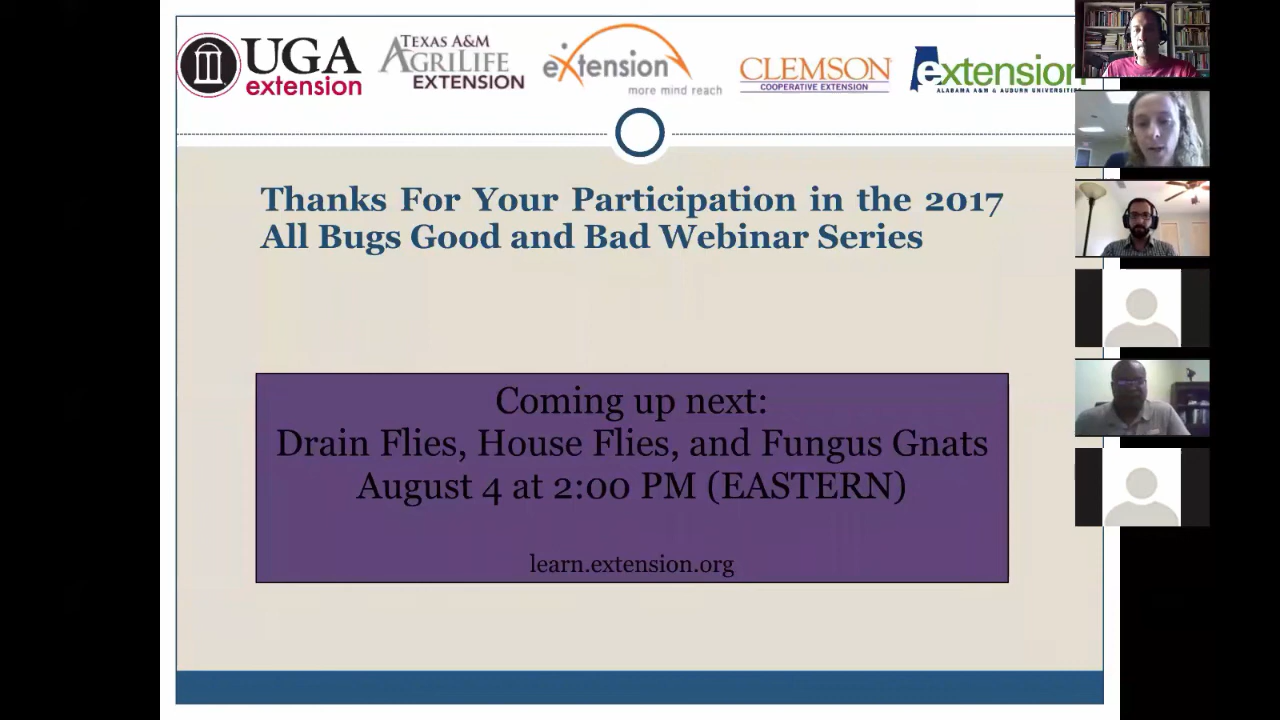 UGA
extension
TEXAS A&M
AGRILIFE
EXTENSION
eXtension
more mind reach
CLEMSON
COOPERATIVE EXTENSION
extension
ALABAMA A&M & AUBURN UNIVERSITIES
Thanks For Your Participation in the 2017
All Bugs Good and Bad Webinar Series
Coming up next:
Drain Flies, House Flies, and Fungus Gnats
August 4 at 2:00 PM (EASTERN)
learn.extension.org